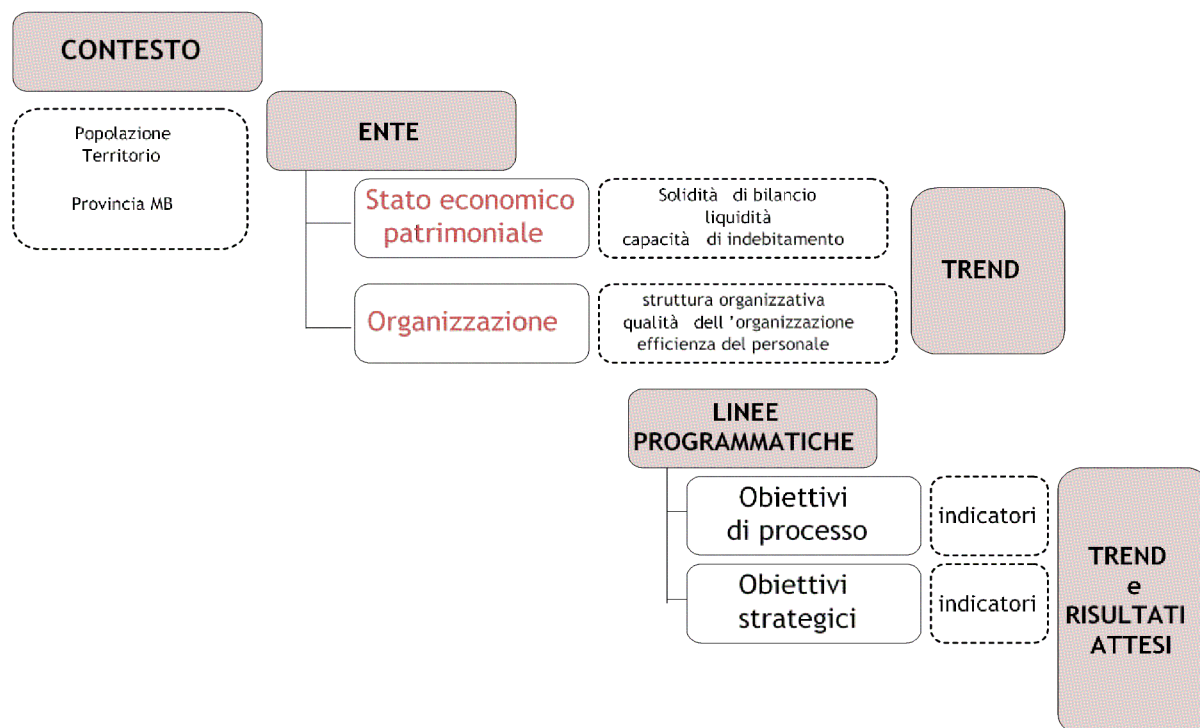 CONTESTO
Popolazione
Territorio
Provincia MB
ENTE
Stato economico
patrimoniale
Solidità di bilancio
liquidità
capacità di indebitamento
Organizzazione
struttura organizzativa
qualità dell 'organizzazione
efficienza del personale
TREND
LINEE
PROGRAMMATICHE
Obiettivi
di processo
indicatori
Obiettivi
strategici
indicatori
TREND
e
RISULTATI
ATTESI